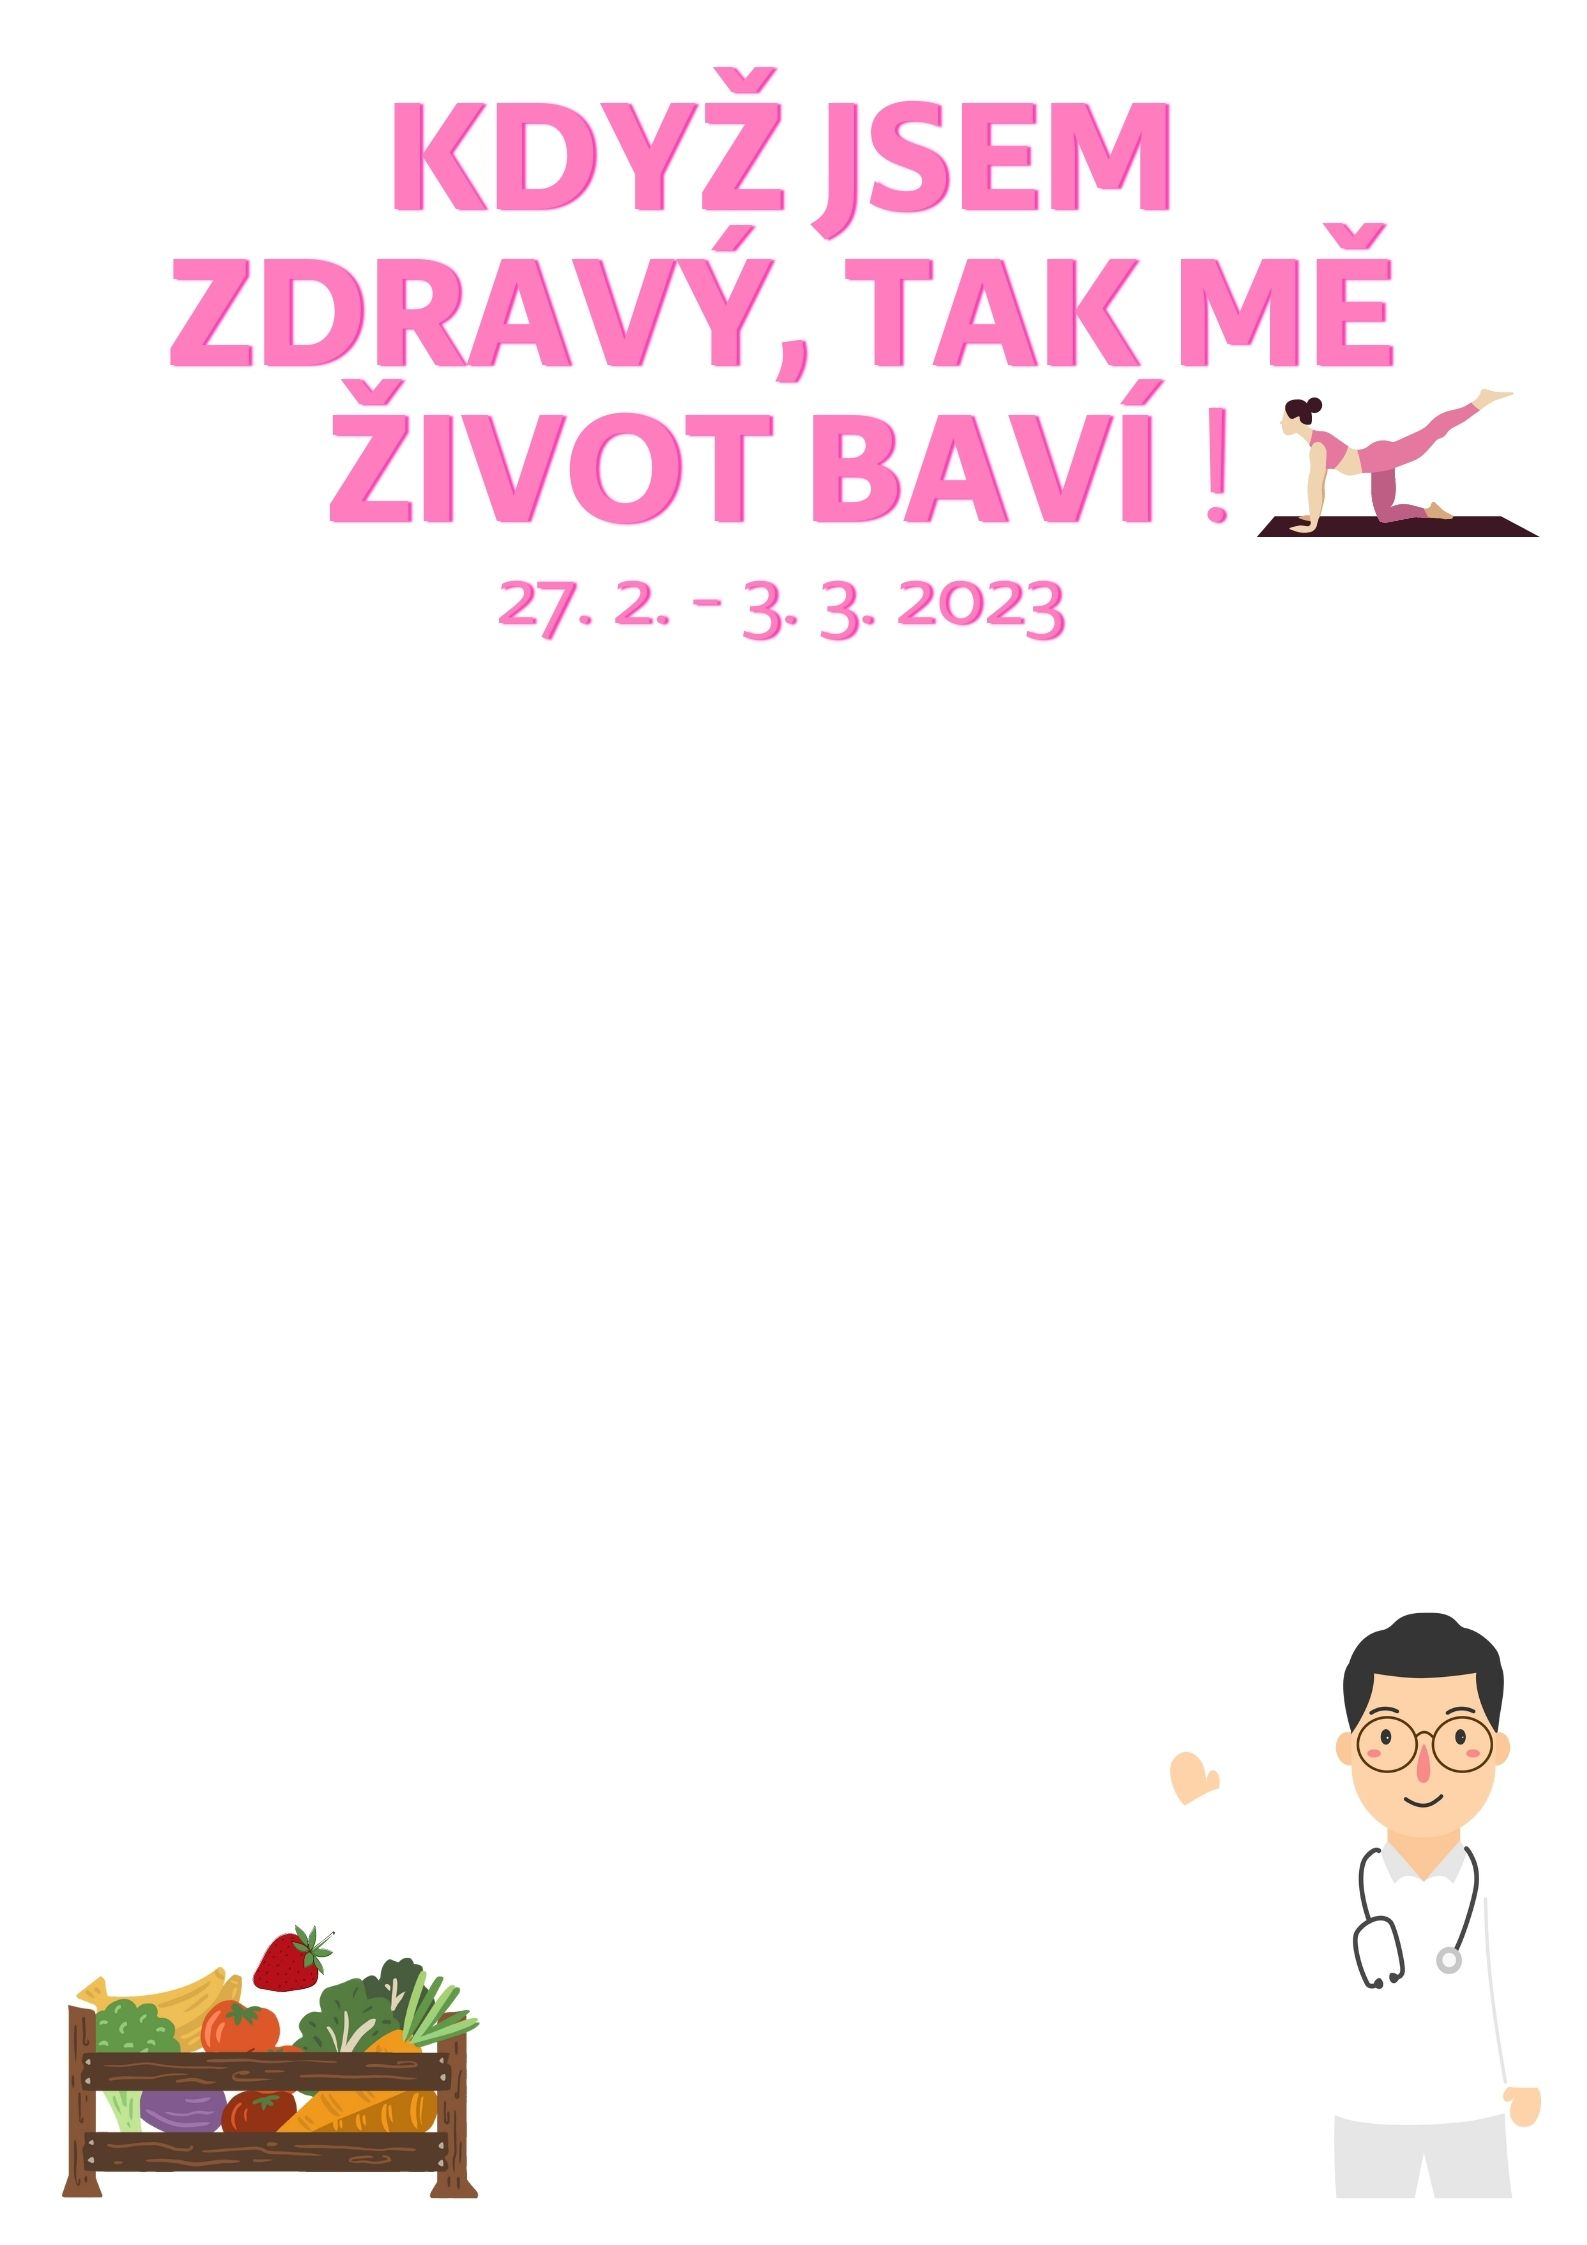 KDYŽ JSEM
ZDRAVÝ, TAK MĚ
ŽIVOT BAVÍ !
27. 2. - 3. 3. 2023